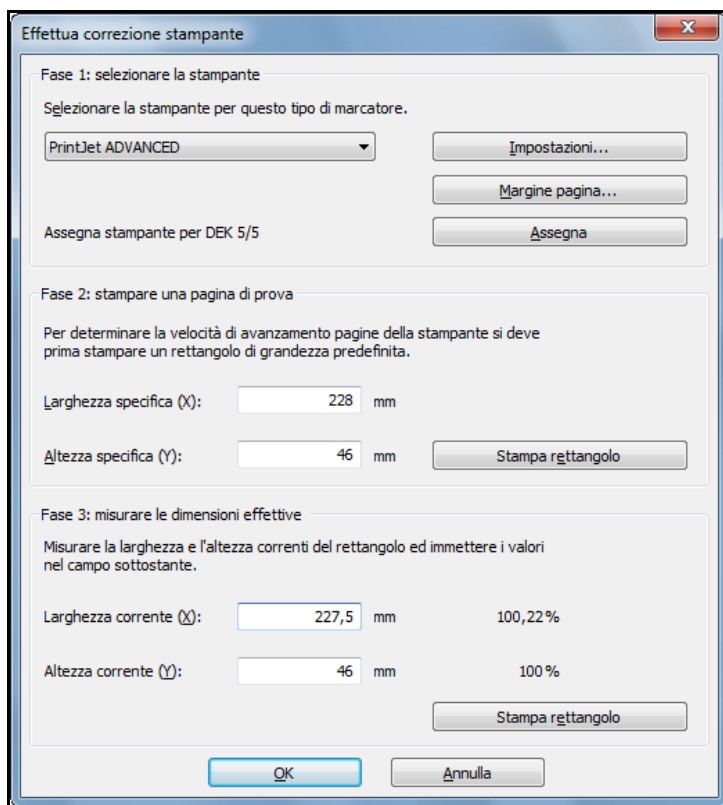 Effettua correzione stampante
Fase 1: selezionare la stampante
Selezionare la stampante per questo tipo di marcatore.
PrintJet ADVANCED
Impostazioni...
Margine pagina...
Assegna stampante per DEK 5/5
Assegna
Fase 2: stampare una pagina di prova
Per determinare la velocità di avanzamento pagine della stampante si deve
prima stampare un rettangolo di grandezza predefinita.
Larghezza specifica (X): 228 mm
Altezza specifica (Y): 46 mm Stampa rettangolo
Fase 3: misurare le dimensioni effettive
Misurare la larghezza e l'altezza correnti del rettangolo ed immettere i valori
nel campo sottostante.
Larghezza corrente (X): 227,5 mm 100,22%
Altezza corrente (Y): 46 mm 100 %
Stampa rettangolo
OK Annulla